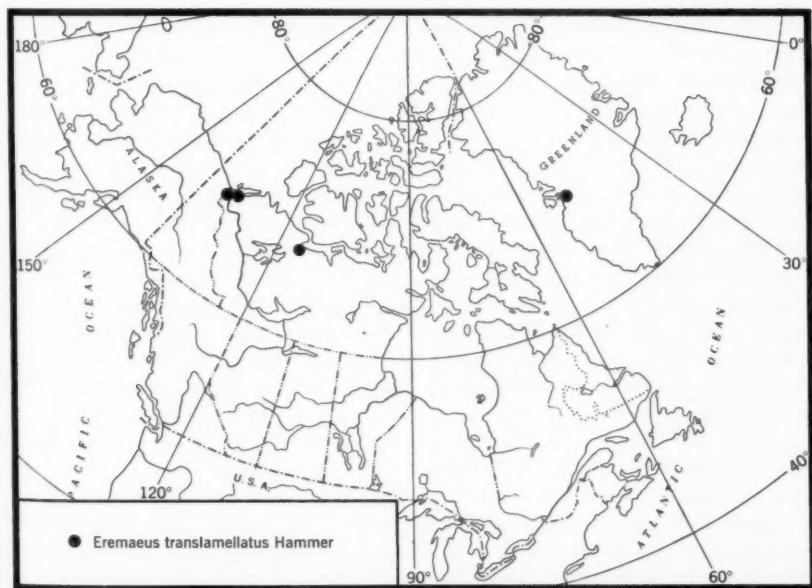 180°
60°
80°
80°
0°
60°
ALASKA
GREENLAND
150°
30°
PACIFIC OCEAN
ATLANTIC OCEAN
U.S.A.
120°
90°
60°
40°
Eremaeus translamellatus Hammer